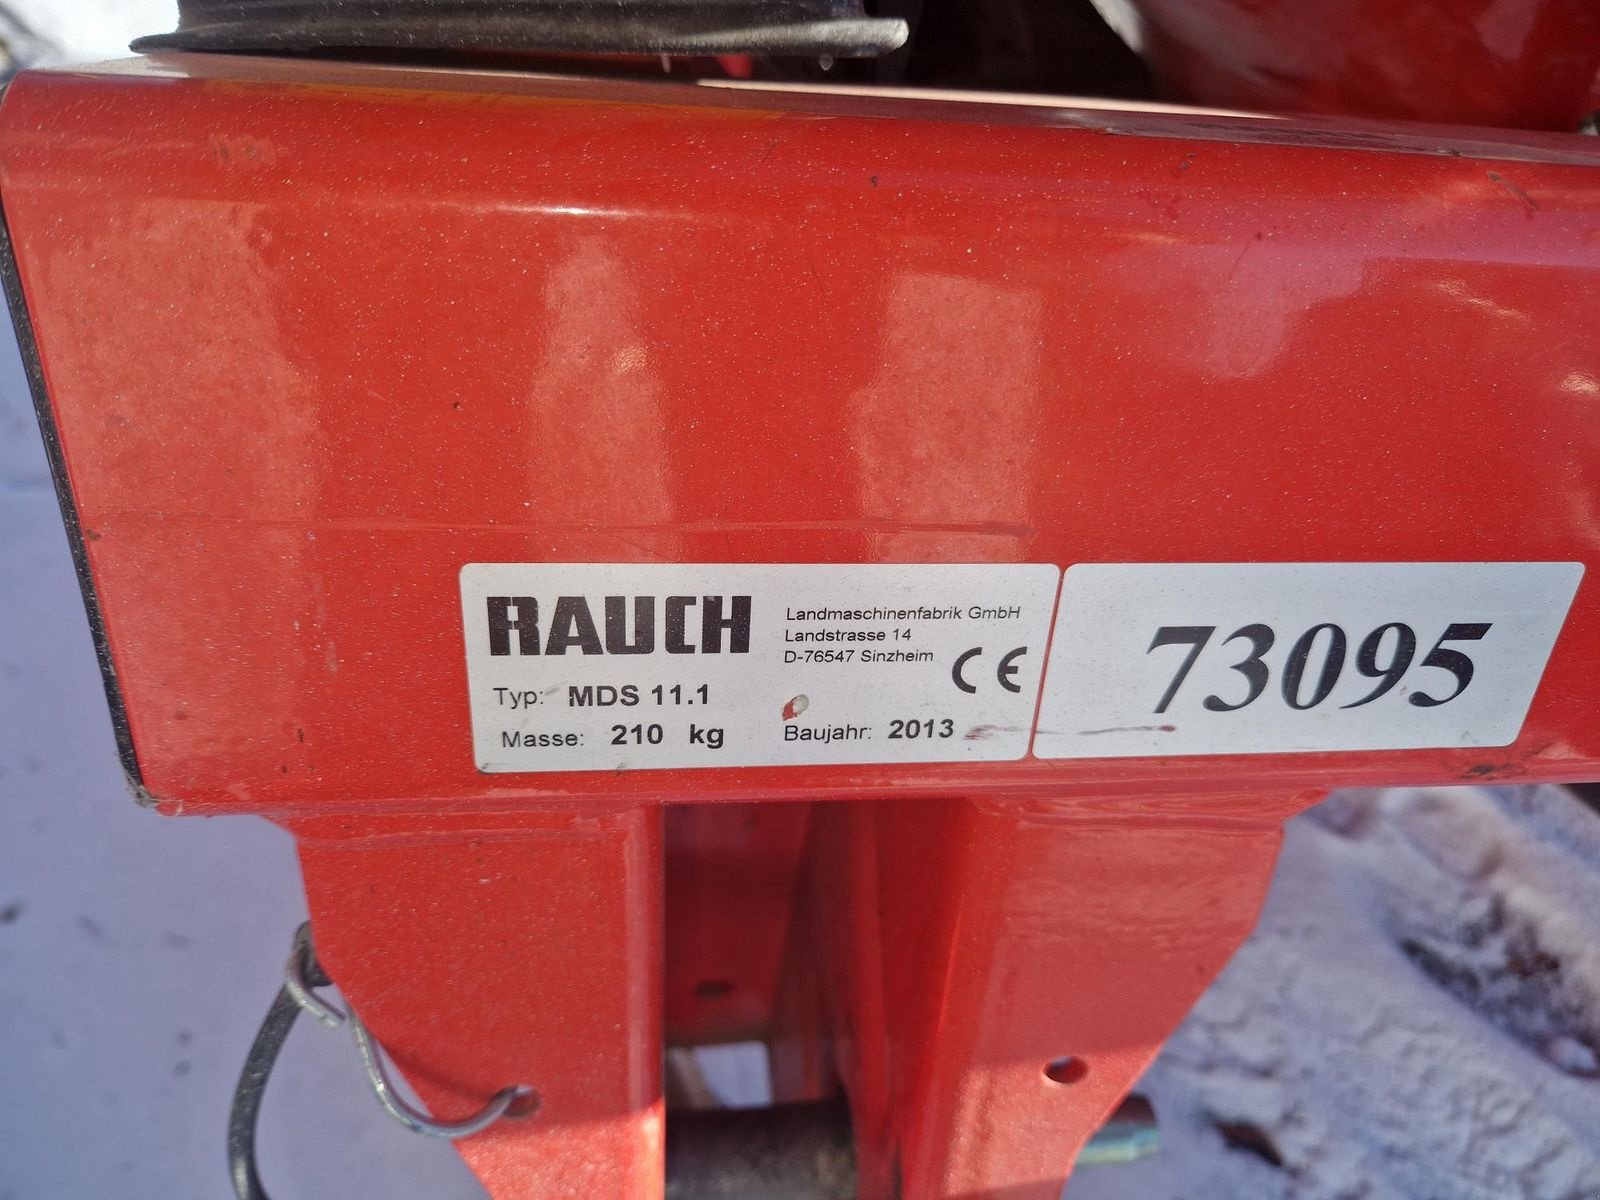 RAUCH
Landmaschinenfabrik GmbH
Landstrasse 14
D-76547 Sinzheim
CE
Typ: MDS 11.1
Masse: 210 kg
Baujahr: 2013
73095